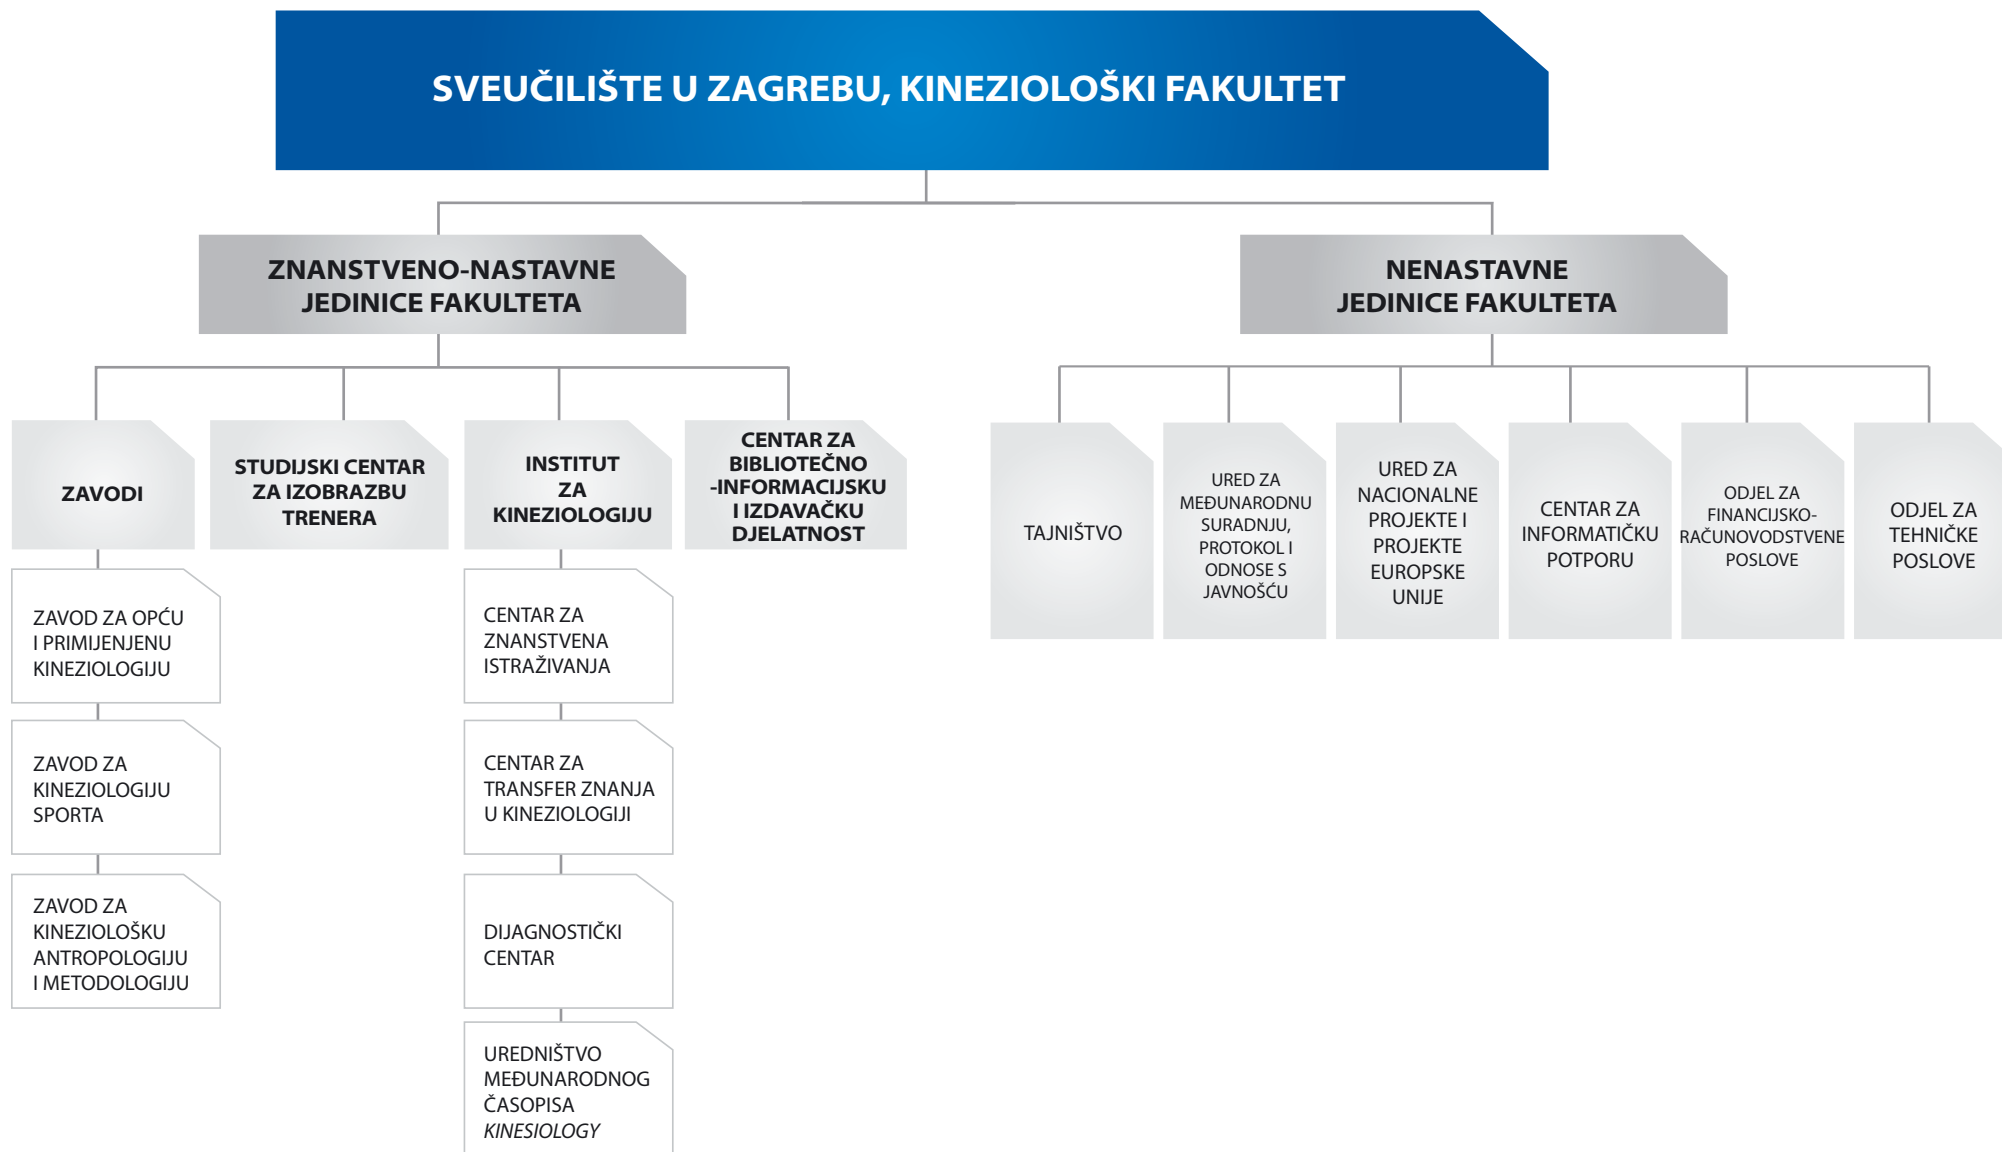 SVEUČILIŠTE U ZAGREBU, KINEZIOLOŠKI FAKULTET
ZNANSTVENO-NASTAVNE
JEDINICE FAKULTETA
NENASTAVNE
JEDINICE FAKULTETA
ZAVODI
STUDIJSKI CENTAR
ZA IZOBRAZBU
TRENERA
INSTITUT
ZA
KINEZIOLOGIJU
CENTAR ZA
BIBLIOTEČNO
-INFORMACIJSKU
I IZDAVAČKU
DJELATNOST
TAJNIŠTVO
URED ZA
MEĐUNARODNU
SURADNJU,
PROTOKOL I
ODNOSE S
JAVNOŠĆU
URED ZA
NACIONALNE
PROJEKTE I
PROJEKTE
EUROPSKE
UNIJE
CENTAR ZA
INFORMATIČKU
POTPORU
ODJEL ZA
FINANCIJSKO-
RAČUNOVODSTVENE
POSLOVE
ODJEL ZA
TEHNIČKE
POSLOVE
ZAVOD ZA OPĆU
I PRIMIJENJENU
KINEZIOLOGIJU
ZAVOD ZA
KINEZIOLOGIJU
SPORTA
ZAVOD ZA
KINEZIOLOŠKU
ANTROPOLOGIJU
I METODOLOGIJU
CENTAR ZA
ZNANSTVENA
ISTRAŽIVANJA
CENTAR ZA
TRANSFER ZNANJA
U KINEZIOLOGIJI
DIJAGNOSTIČKI
CENTAR
UREDNIŠTVO
MEĐUNARODNOG
ČASOPISA
KINESIOLOGY